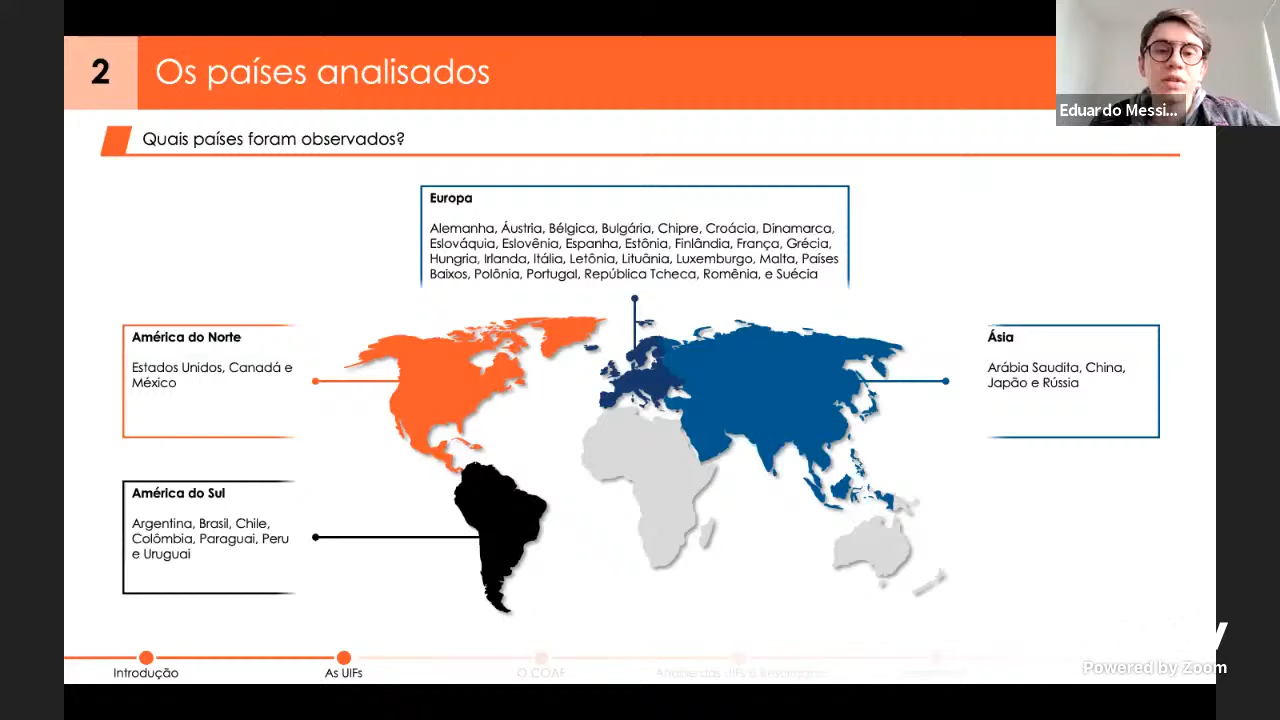 2
Os países analisados
Eduardo Messi...
Quais países foram observados?
Europa
Alemanha, Áustria, Bélgica, Bulgária, Chipre, Croácia, Dinamarca,
Eslováquia, Eslovênia, Espanha, Estônia, Finlândia, França, Grécia,
Hungria, Irlanda, Itália, Letônia, Lituânia, Luxemburgo, Malta, Países
Baixos, Polônia, Portugal, República Tcheca, Romênia, e Suécia
América do Norte
Estados Unidos, Canadá e
México
Ásia
Arábia Saudita, China,
Japão e Rússia
América do Sul
Argentina, Brasil, Chile,
Colômbia, Paraguai, Peru
e Uruguai
Introdução
As UIFs
O COAF
Powered by Zoom